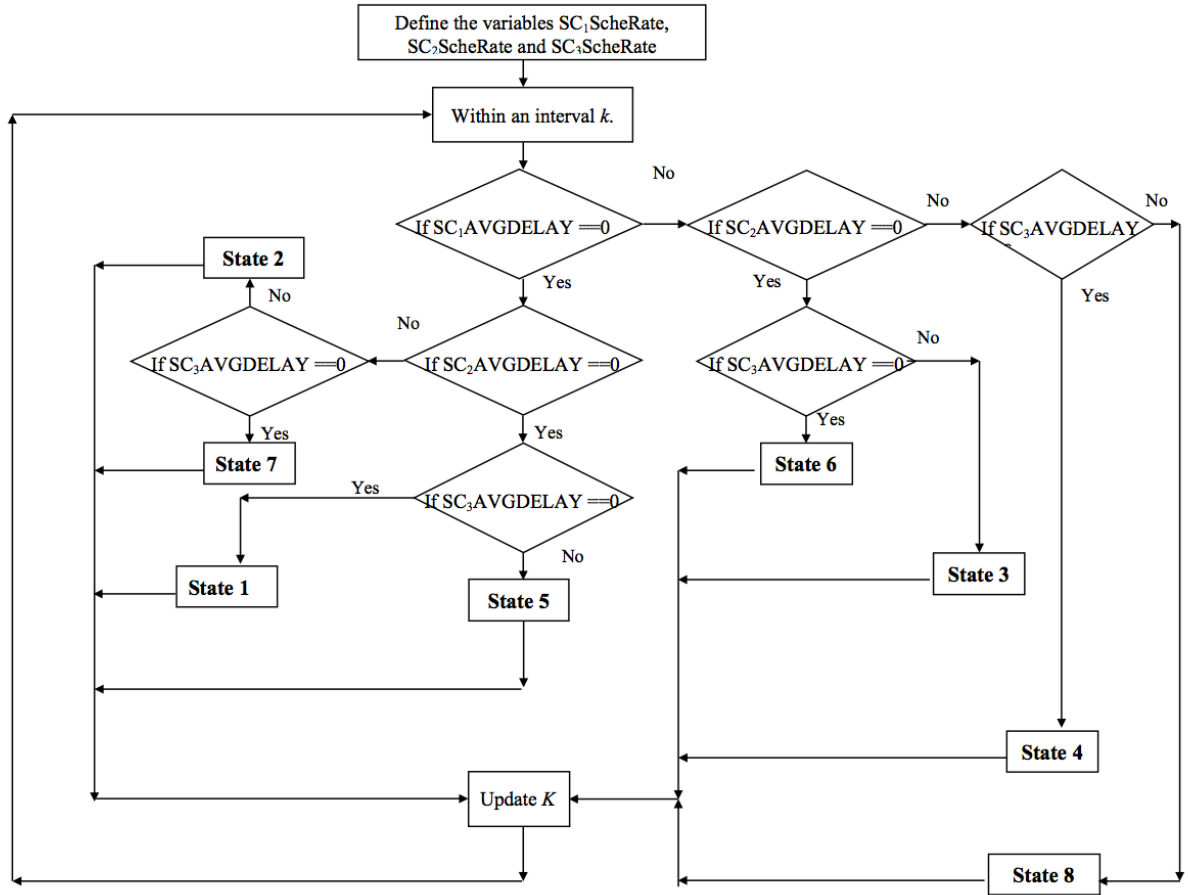 Define the variables SC₁ScheRate,
SC₂ScheRate and SC₃ScheRate
Within an interval k.
No
No
No
If SC₁AVGDELAY ==0
If SC₂AVGDELAY ==0
If SC₃AVGDELAY
State 2
Yes
Yes
Yes
No
No
No
If SC₃AVGDELAY ==0
If SC₂AVGDELAY ==0
If SC₃AVGDELAY ==0
Yes
Yes
Yes
State 7
State 6
Yes
If SC₃AVGDELAY ==0
No
State 1
State 5
State 3
State 4
Update K
State 8